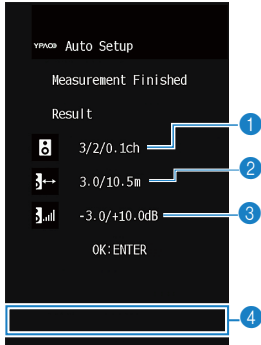 YPAO Auto Setup
Measurement Finished
Result
3/2/0.1ch
1
3.0/10.5m
2
-3.0/+10.0dB
3
OK:ENTER
4